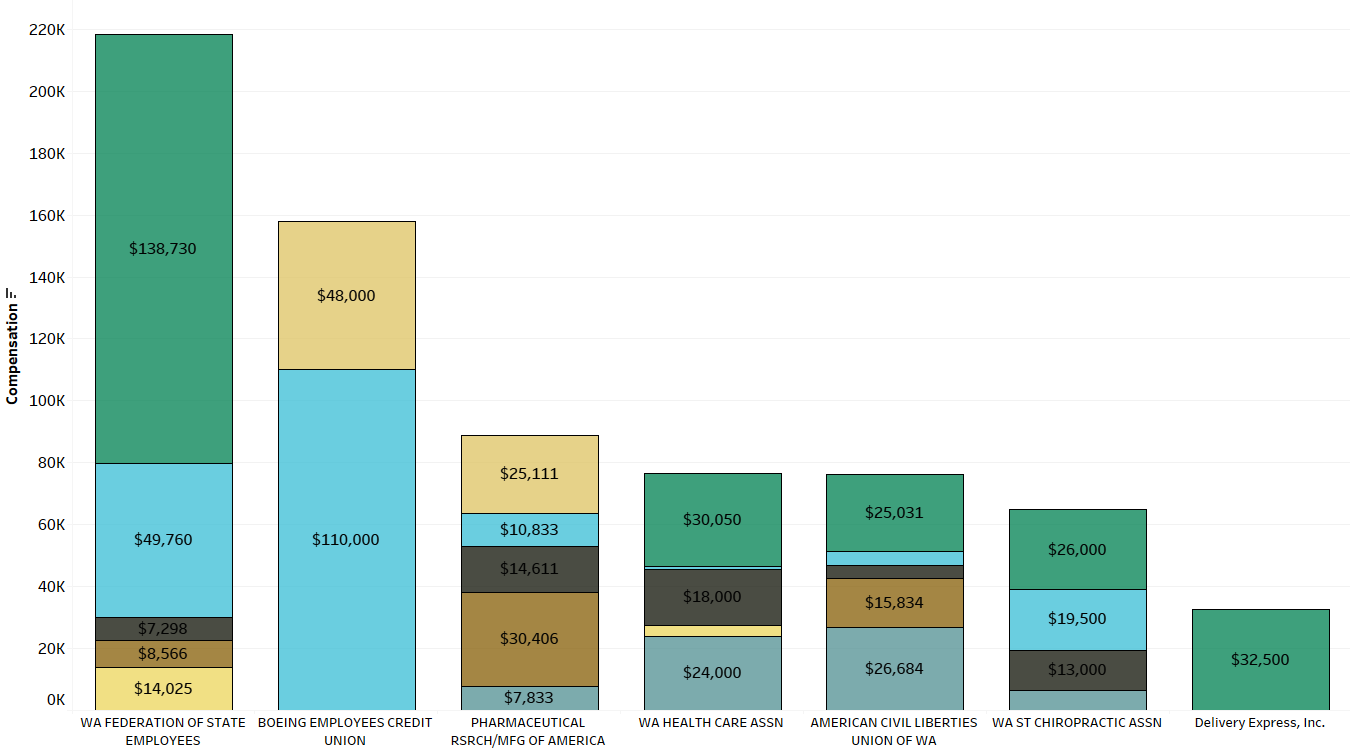 220K
200K
180K
160K
140K
120K
100K
80K
60K
40K
20K
0K
Compensation
$138,730
$49,760
$7,298
$8,566
$14,025
$48,000
$110,000
$25,111
$10,833
$14,611
$30,406
$7,833
$30,050
$18,000
$24,000
$25,031
$15,834
$26,684
$26,000
$19,500
$13,000
$32,500
WA FEDERATION OF STATE
EMPLOYEES
BOEING EMPLOYEES CREDIT
UNION
PHARMACEUTICAL
RSRCH/MFG OF AMERICA
WA HEALTH CARE ASSN
AMERICAN CIVIL LIBERTIES
UNION OF WA
WA ST CHIROPRACTIC ASSN
Delivery Express, Inc.